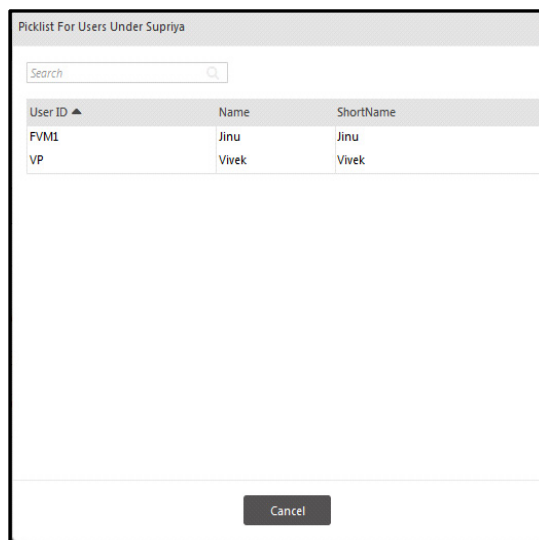 Picklist For Users Under Supriya
Search
User ID Name ShortName
FVM1 Jinu Jinu
VP Vivek Vivek
Cancel